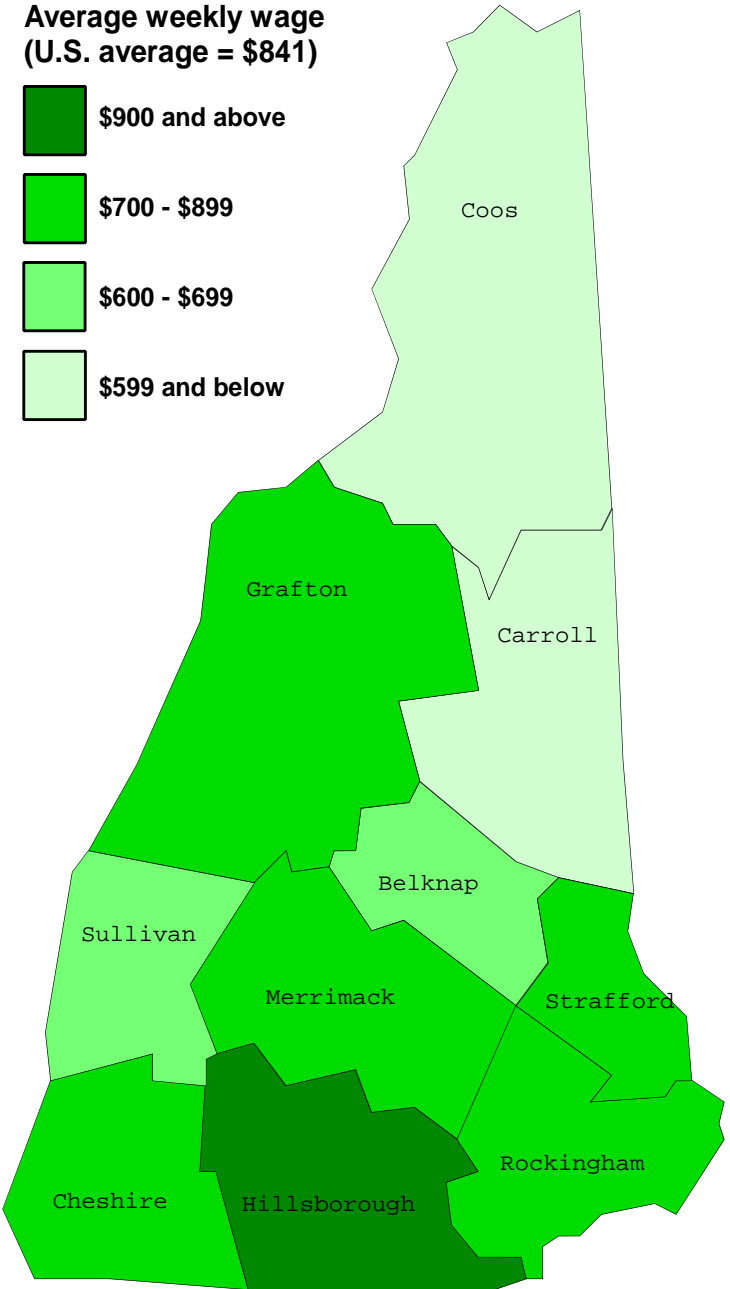 Average weekly wage
(U.S. average = $841)
$900 and above
$700 - $899
$600 - $699
$599 and below
Coos
Grafton
Carroll
Belknap
Sullivan
Merrimack
Strafford
Rockingham
Cheshire
Hillsborough